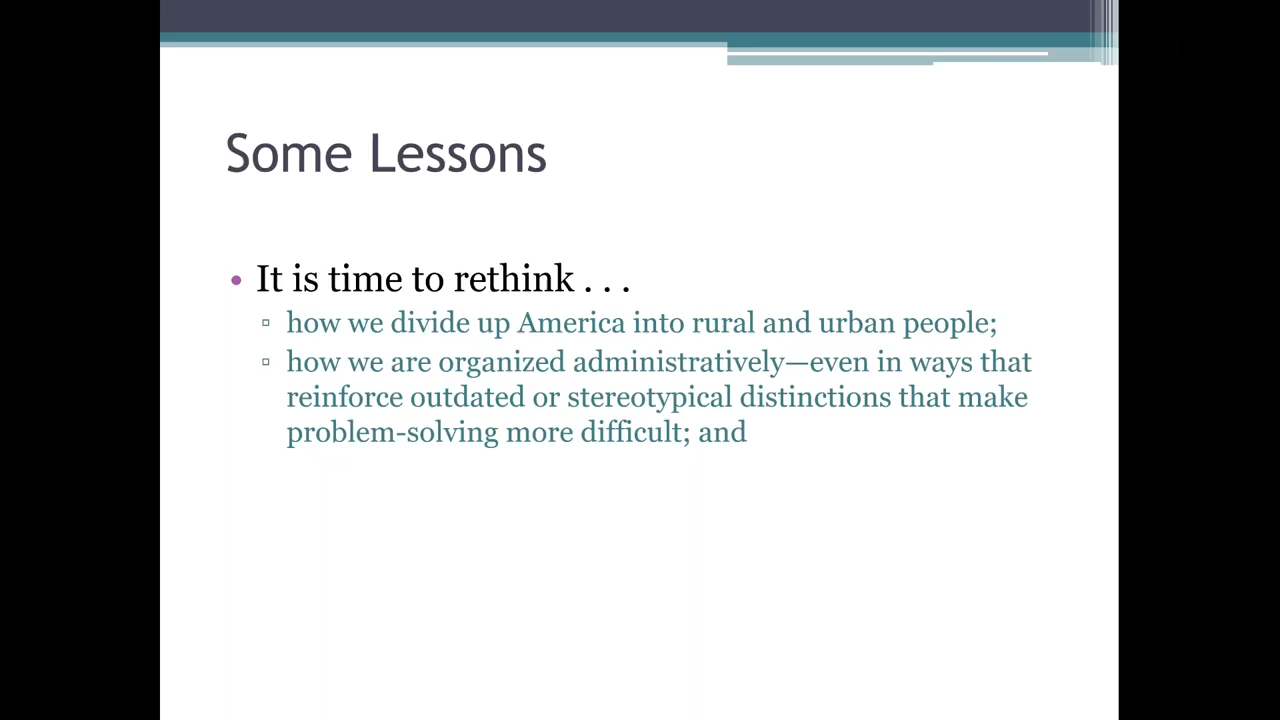 Some Lessons
• It is time to rethink . . .
▫ how we divide up America into rural and urban people;
▫ how we are organized administratively—even in ways that
reinforce outdated or stereotypical distinctions that make
problem-solving more difficult; and